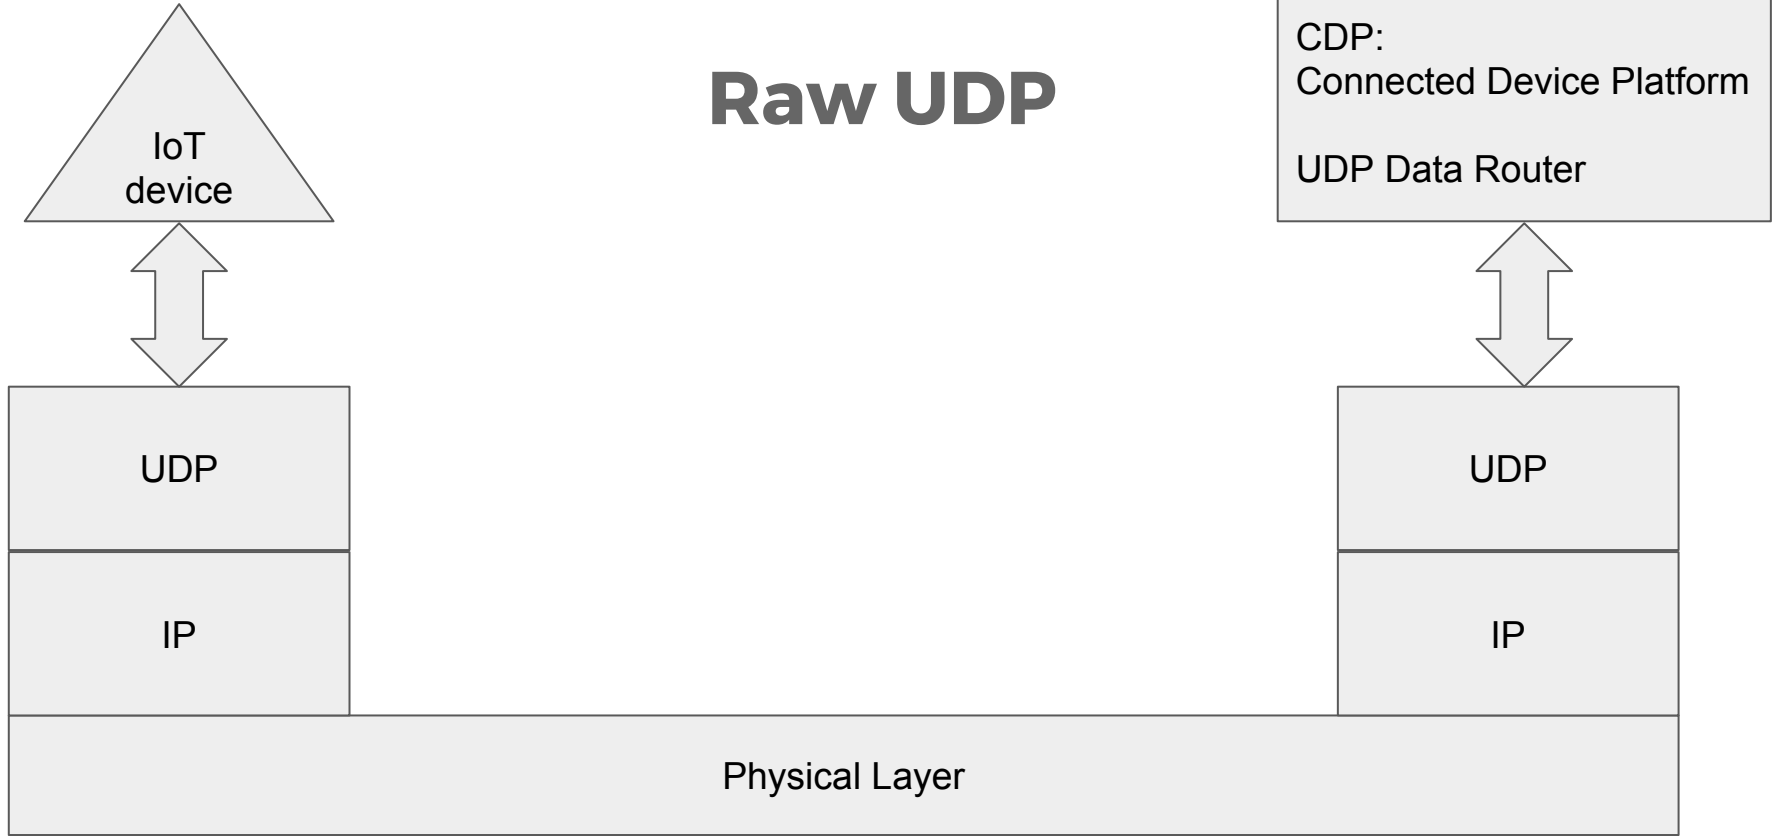 Raw UDP
IoT
device
CDP:
Connected Device Platform
UDP Data Router
UDP
UDP
IP
IP
Physical Layer